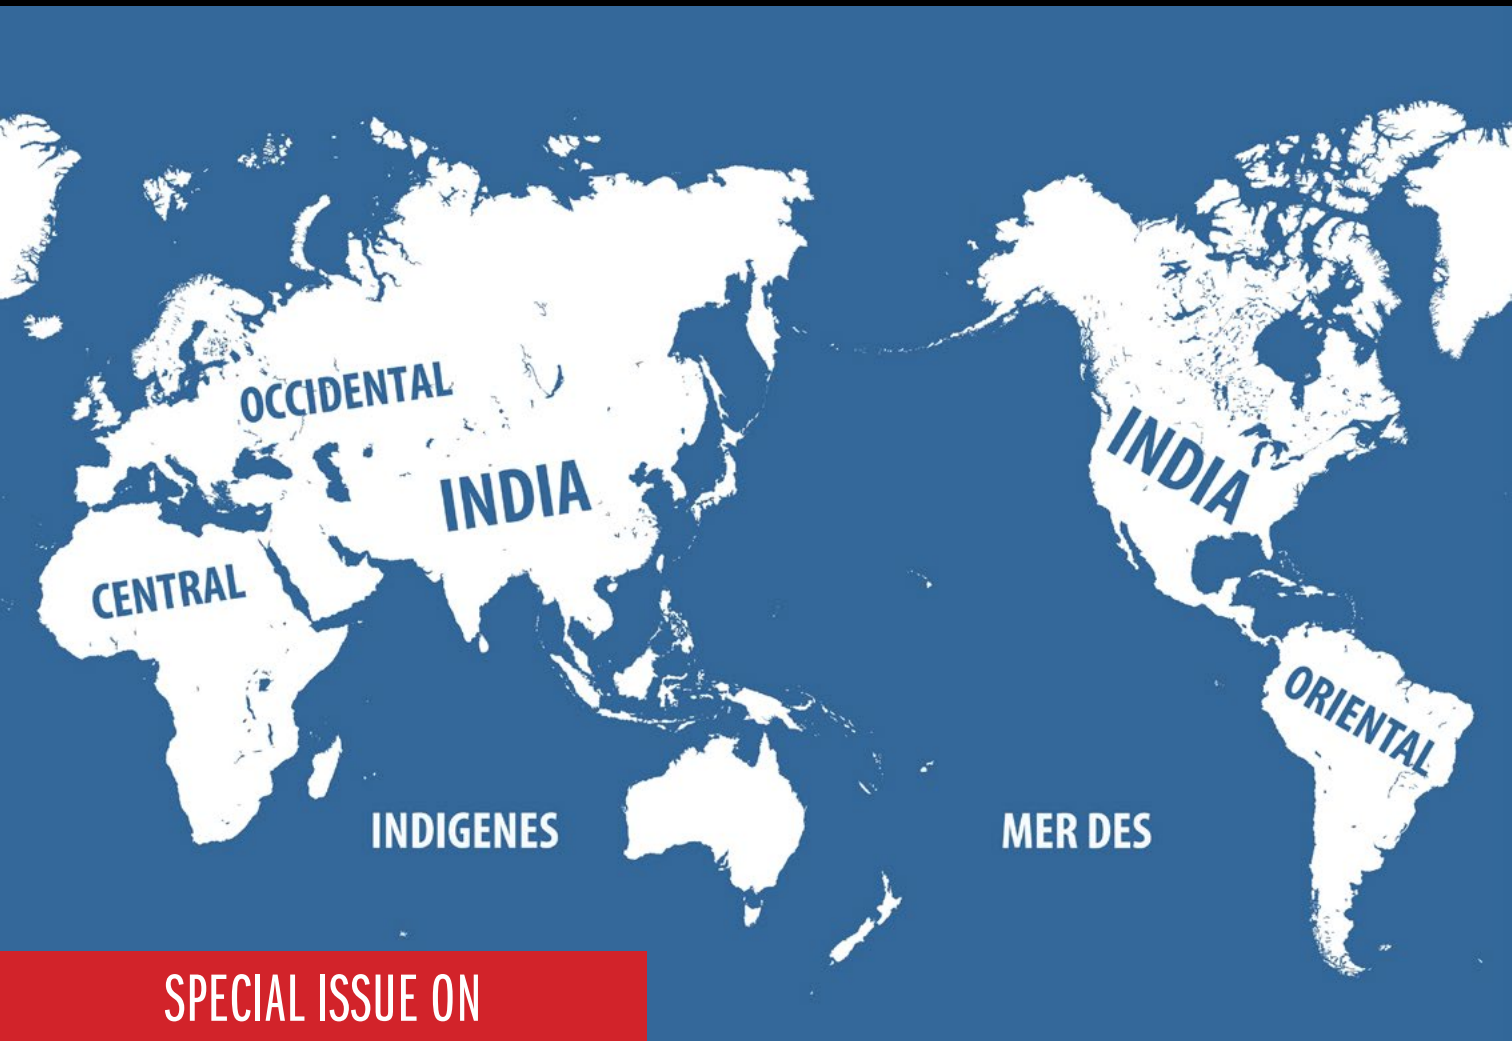 OCCIDENTAL
INDIA
INDIA
CENTRAL
ORIENTAL
INDIGENES
MER DES
SPECIAL ISSUE ON